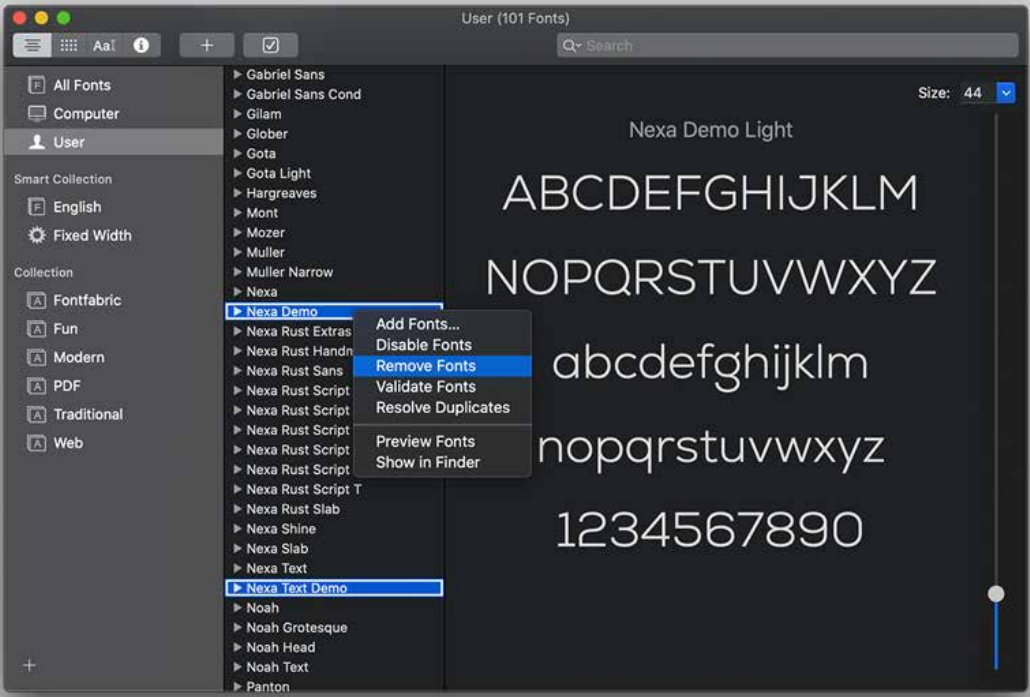 User (101 Fonts)
AaI
Search
All Fonts
Computer
User
Smart Collection
English
Fixed Width
Collection
Fontfabric
Fun
Modern
PDF
Traditional
Web
Gabriel Sans
Gabriel Sans Cond
Gilam
Glober
Gota
Gota Light
Hargreaves
Mont
Mozer
Muller
Muller Narrow
Nexa
Nexa Demo
Nexa Rust Extras
Nexa Rust Handm
Nexa Rust Sans
Nexa Rust Script
Nexa Rust Script
Nexa Rust Script
Nexa Rust Script
Nexa Rust Script
Nexa Rust Script T
Nexa Rust Slab
Nexa Shine
Nexa Slab
Nexa Text
Nexa Text Demo
Noah
Noah Grotesque
Noah Head
Noah Text
Panton
Add Fonts...
Disable Fonts
Remove Fonts
Validate Fonts
Resolve Duplicates
Preview Fonts
Show in Finder
Size: 44
Nexa Demo Light
ABCDEFGHIJKLM
NOPQRSTUVWXYZ
abcdefghijklm
nopqrstuvwxyz
1234567890